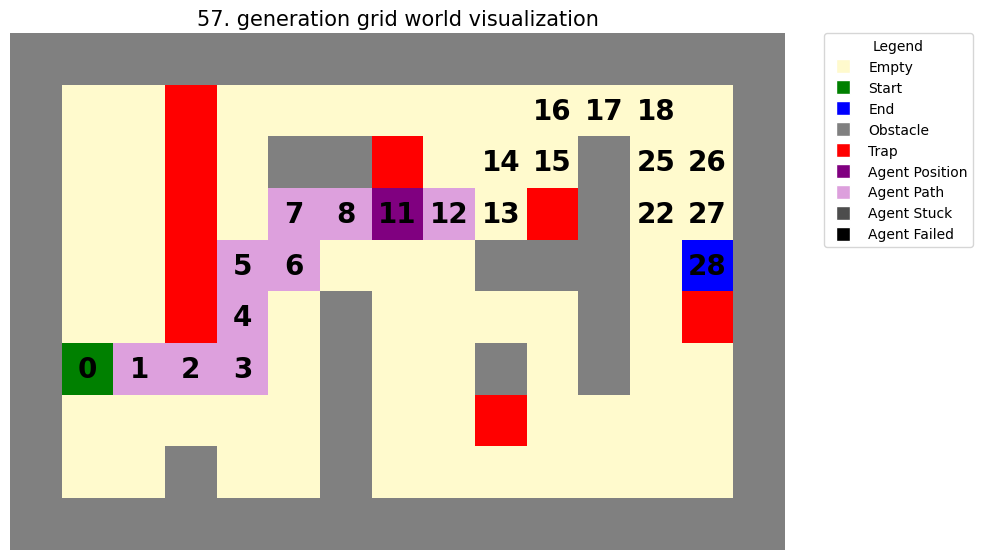 57. generation grid world visualization
Legend
Empty
Start
End
Obstacle
Trap
Agent Position
Agent Path
Agent Stuck
Agent Failed
16 17 18
14 15 25 26
7 8 11 12 13 22 27
5 6 28
4
0 1 2 3